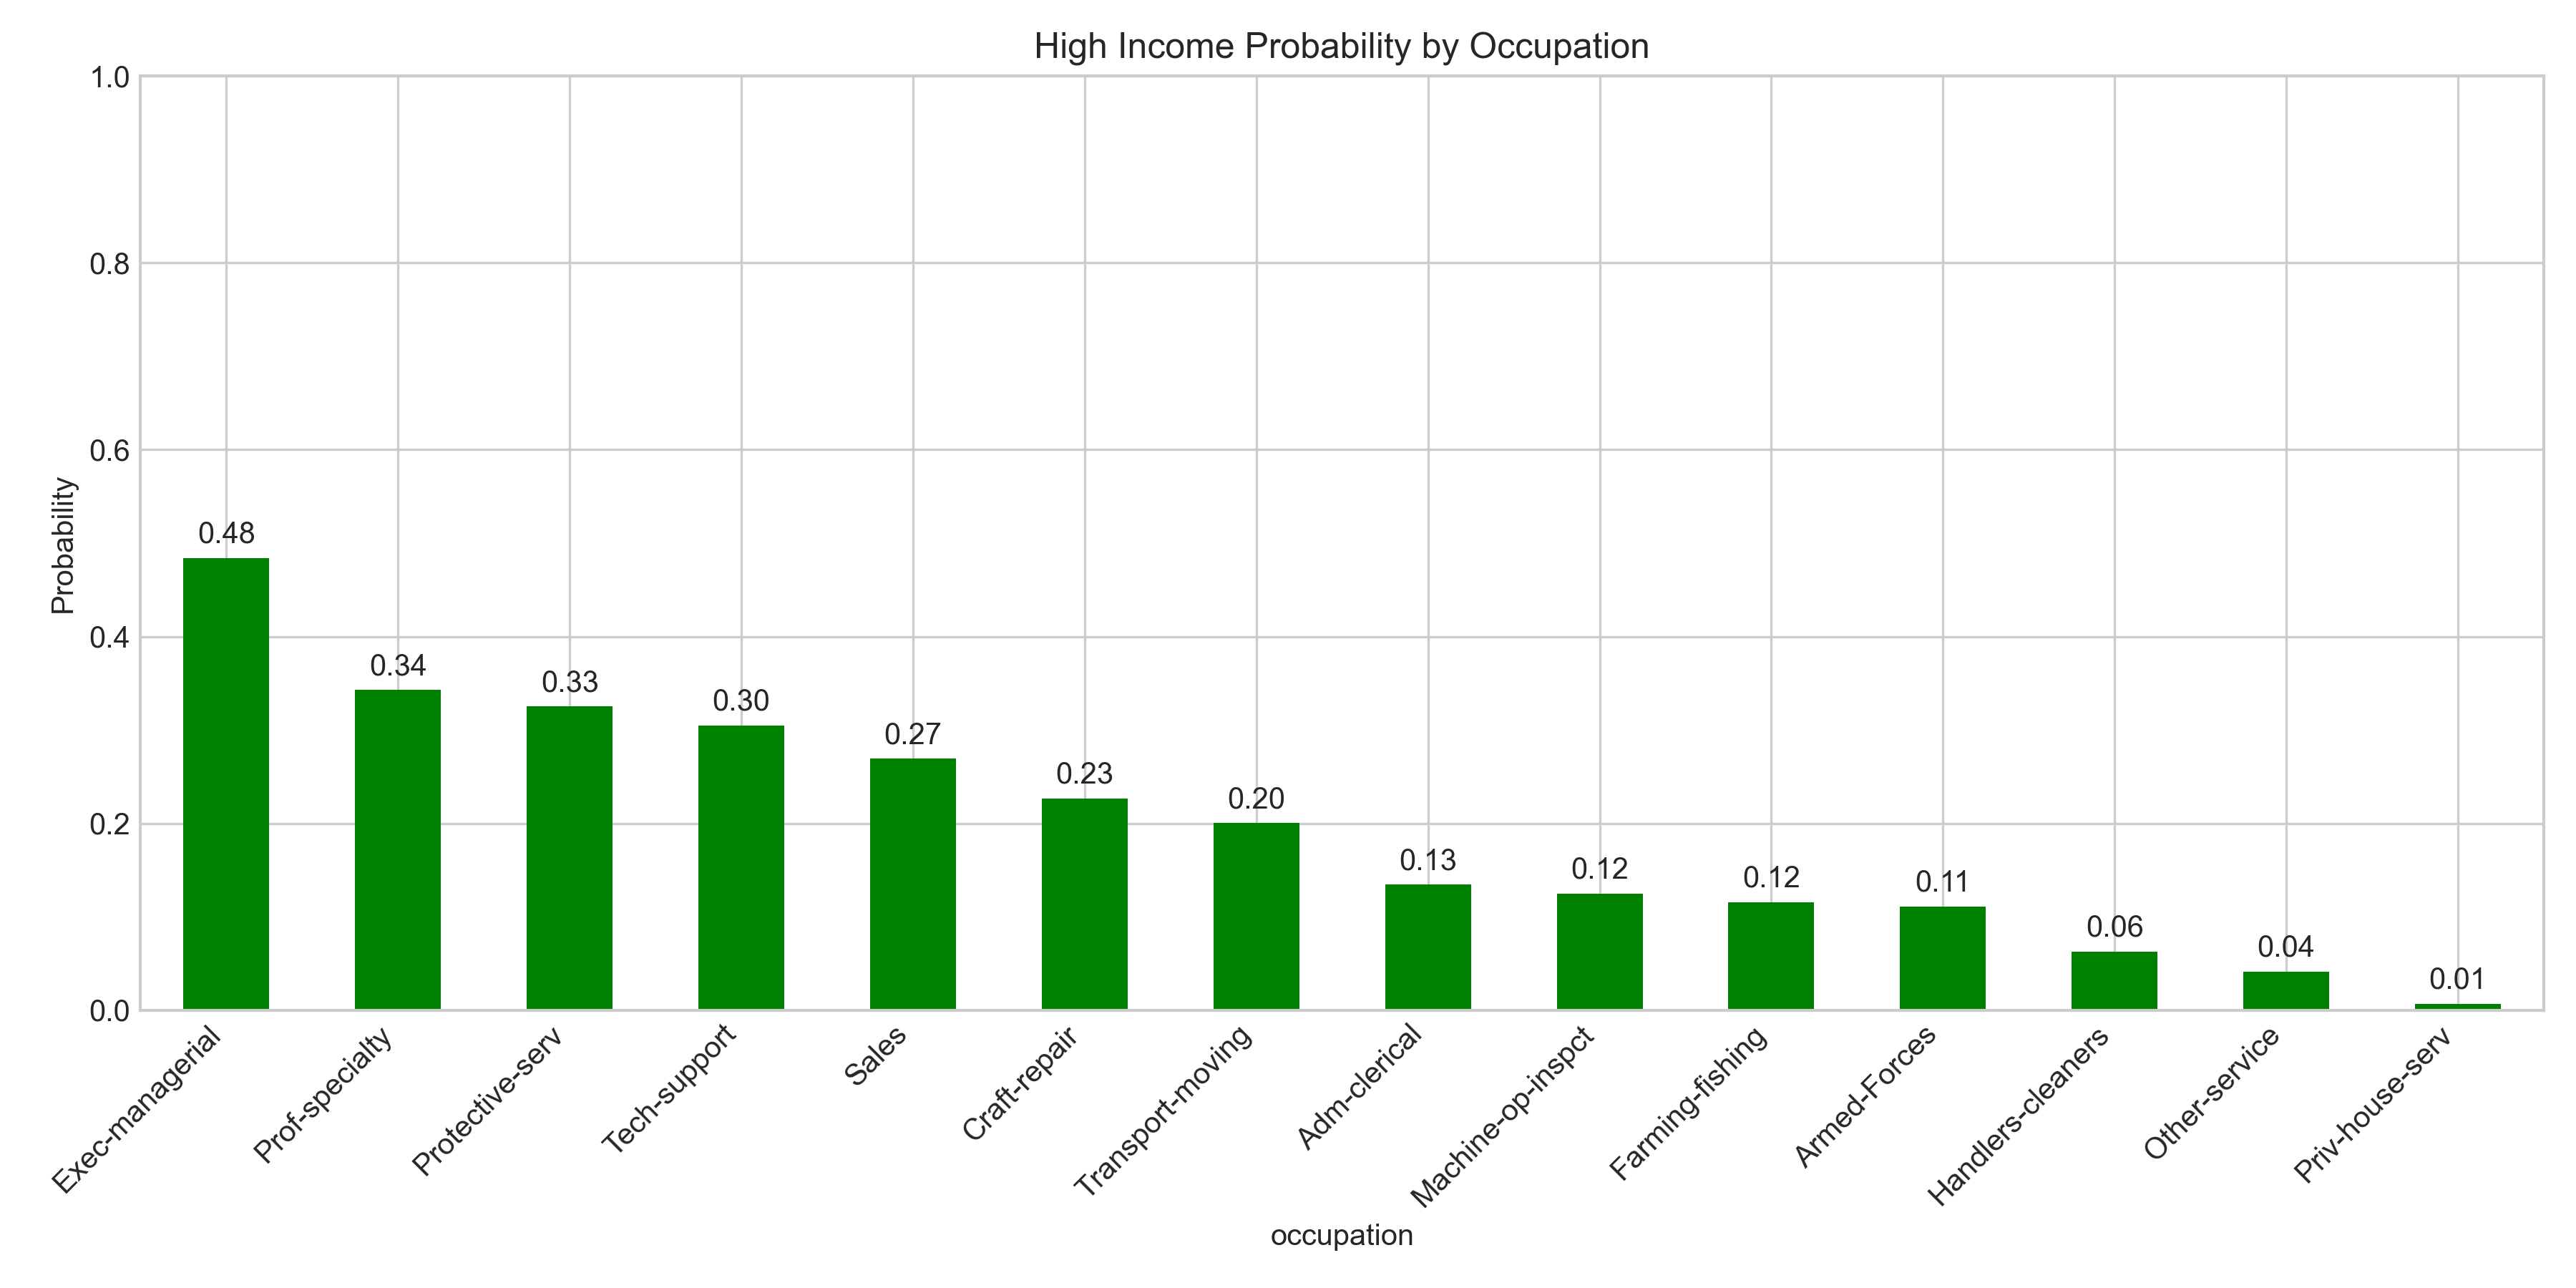 High Income Probability by Occupation
1.0
0.8
0.6
0.4
0.2
0.0
Probability
0.48
0.34
0.33
0.30
0.27
0.23
0.20
0.13
0.12
0.12
0.11
0.06
0.04
0.01
Exec-managerial
Prof-specialty
Protective-serv
Tech-support
Sales
Craft-repair
Transport-moving
Adm-clerical
Machine-op-inspct
Farming-fishing
Armed-Forces
Handlers-cleaners
Other-service
Priv-house-serv
occupation